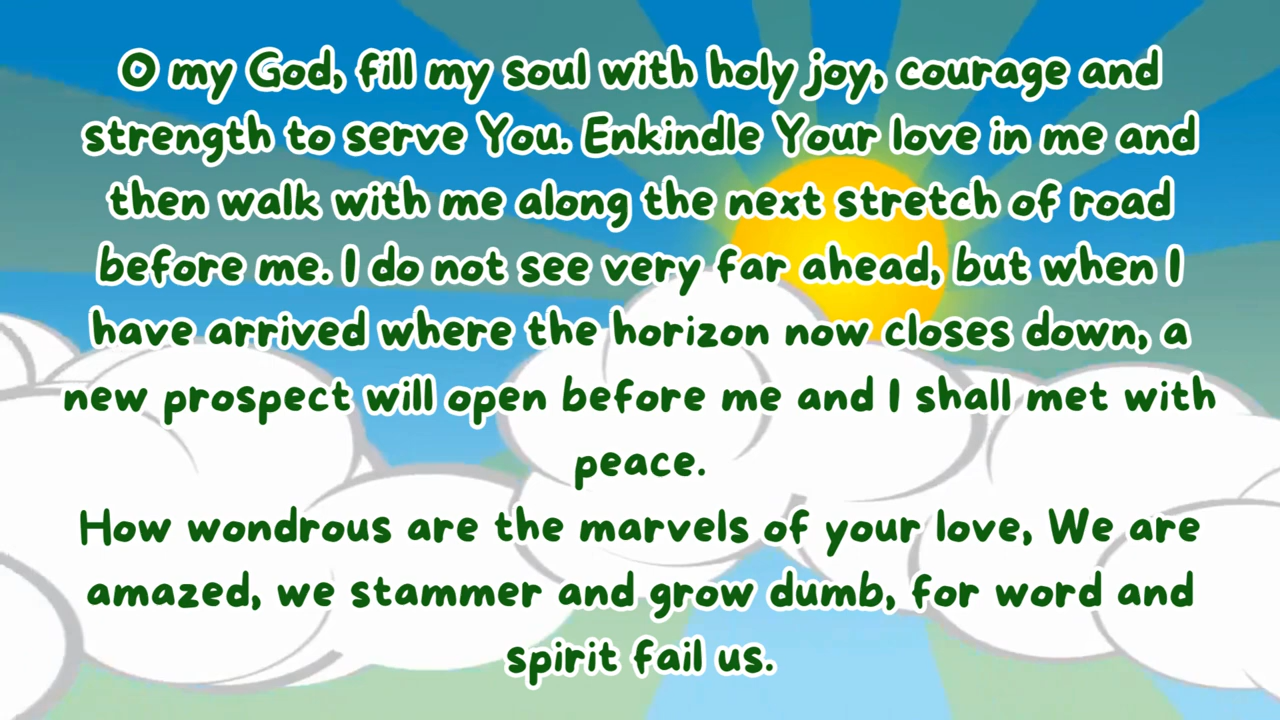 O my God, fill my soul with holy joy, courage and
strength to serve You. Enkindle Your love in me and
then walk with me along the next stretch of road
before me. I do not see very far ahead, but when I
have arrived where the horizon now closes down, a
new prospect will open before me and I shall met with
peace.
How wondrous are the marvels of your love, We are
amazed, we stammer and grow dumb, for word and
spirit fail us.